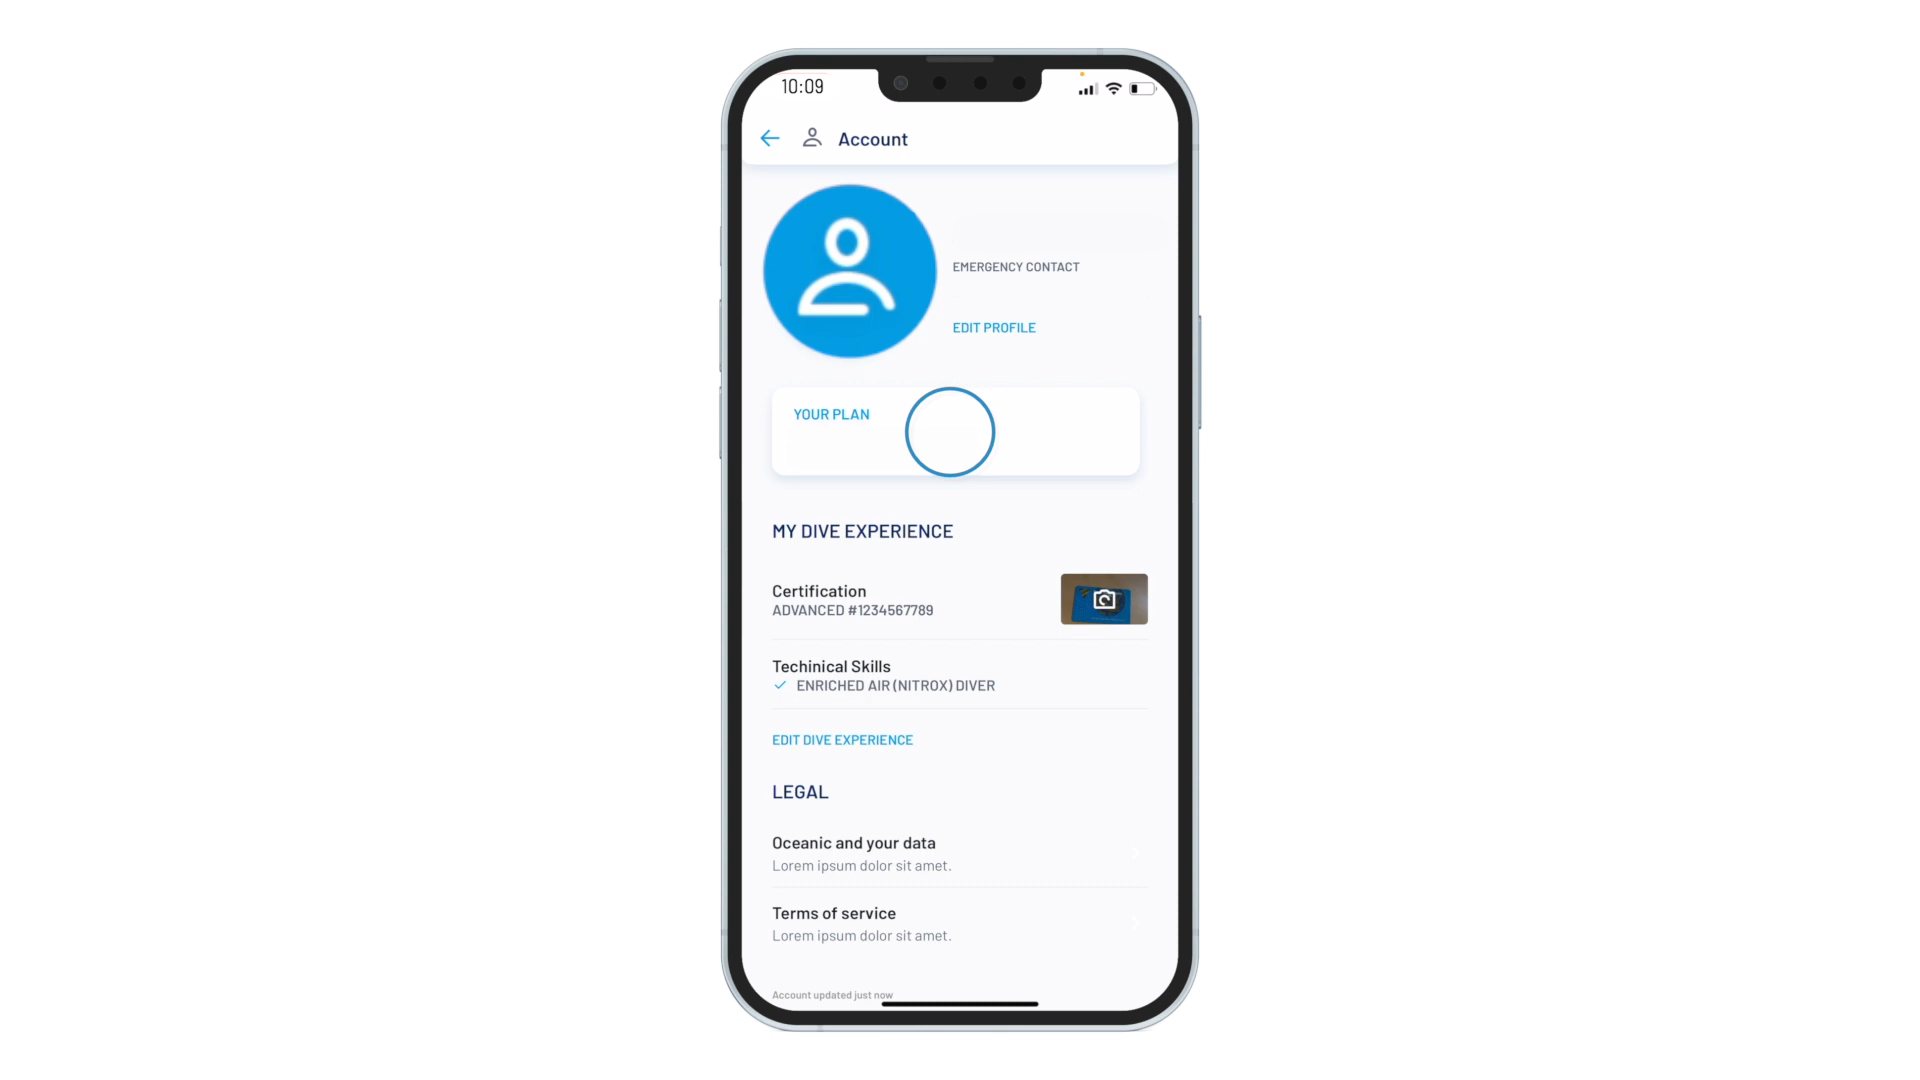 10:09
Account
EMERGENCY CONTACT
EDIT PROFILE
YOUR PLAN
MY DIVE EXPERIENCE
Certification
ADVANCED #1234567789
Techinical Skills
ENRICHED AIR (NITROX) DIVER
EDIT DIVE EXPERIENCE
LEGAL
Oceanic and your data
Lorem ipsum dolor sit amet.
Terms of service
Lorem ipsum dolor sit amet.
Account updated just now